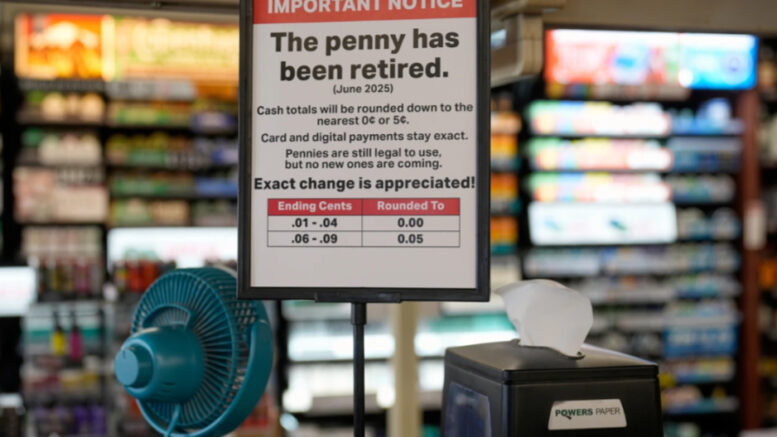 IMPORTANT NOTICE
The penny has
been retired.
(June 2025)
Cash totals will be rounded down to the
nearest 0¢ or 5¢.
Card and digital payments stay exact.
Pennies are still legal to use,
but no new ones are coming.
Exact change is appreciated!
Ending Cents Rounded To
.01 - .04 0.00
.06 - .09 0.05
POWERS PAPER